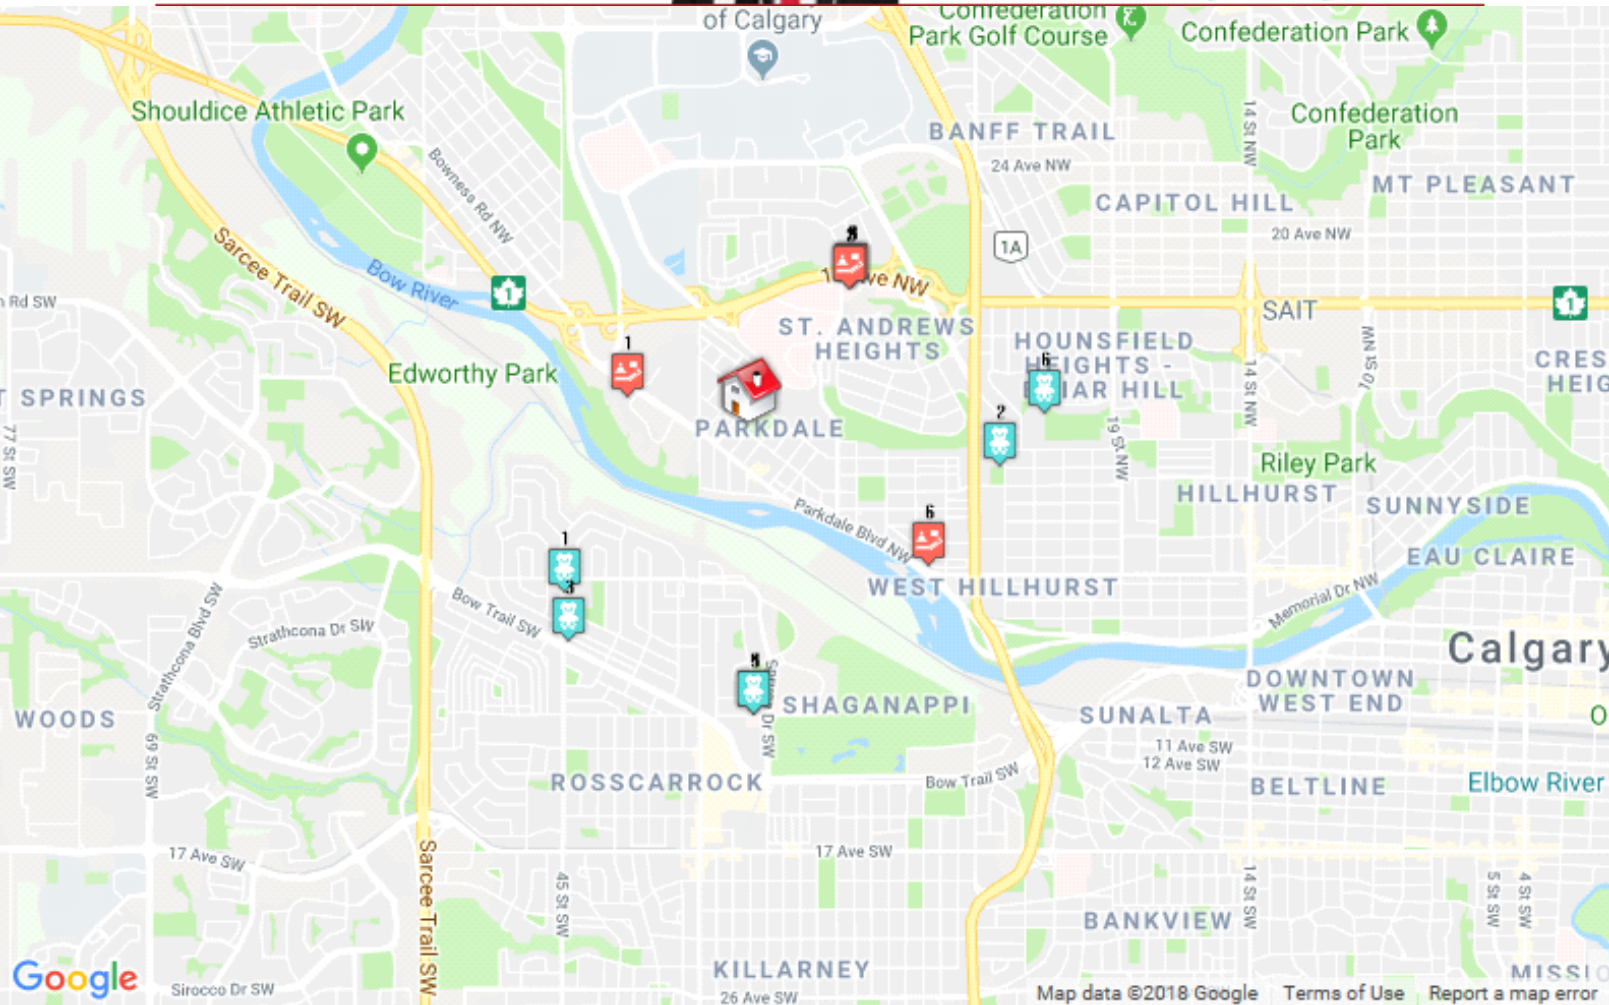 of Calgary
Confederation
Park Golf Course
Confederation Park
Shouldice Athletic Park
Confederation
Park
14 St NW
BANFF TRAIL
24 Ave NW
Bowness Rd NW
MT PLEASANT
CAPITOL HILL
20 Ave NW
1A
Sarcee Trail SW
Bow River
1
ve NW
n Rd SW
SAIT
1
ST. ANDREWS
HEIGHTS
HOUNSFIELD
HEIGHTS -
IAR HILL
10 St NW
1
CRES
HEIG
Edworthy Park
6
14 St NW
T SPRINGS
2
PARKDALE
19 St NW
77 St SW
Riley Park
HILLHURST
SUNNYSIDE
Parkdale Blvd NW
6
1
EAU CLAIRE
WEST HILLHURST
3
Memorial Dr NW
Bow Trail SW
Strathcona Blvd SW
Strathcona Dr SW
Calgary
Dr SW
DOWNTOWN
WEST END
SHAGANAPPI
SUNALTA
WOODS
O
11 Ave SW
12 Ave SW
69 St SW
Bow Trail SW
ROSSCARROCK
BELTLINE
Elbow River
17 Ave SW
17 Ave SW
Sarcee Trail SW
45 St SW
14 St SW
5 St SW
4 St SW
BANKVIEW
KILLARNEY
MISSIO
Google
Sirocco Dr SW
26 Ave SW
Map data ©2018 Google
Terms of Use
Report a map error